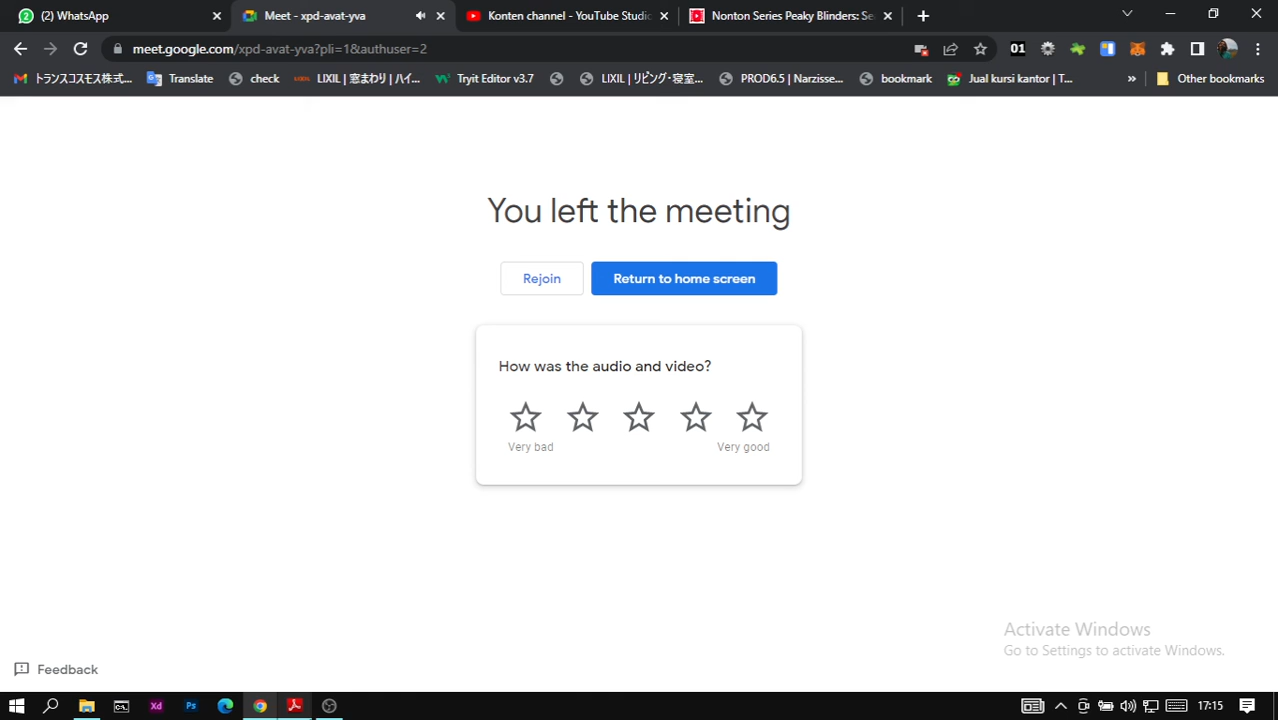 (2) WhatsApp
Meet - xpd-avat-yva
Konten channel - YouTube Studio
Nonton Series Peaky Blinders: Se
meet.google.com/xpd-avat-yva?pli=1&authuser=2
01
トランスコスモス株式...
Translate
check
LIXIL | 窓まわり | ハイ...
Tryit Editor v3.7
LIXIL | リビング・寝室...
PROD6.5 | Narzisse...
bookmark
Jual kursi kantor | T...
»
Other bookmarks
You left the meeting
Rejoin
Return to home screen
How was the audio and video?
Very bad
Very good
Activate Windows
Go to Settings to activate Windows.
Feedback
Xd
Ps
17:15